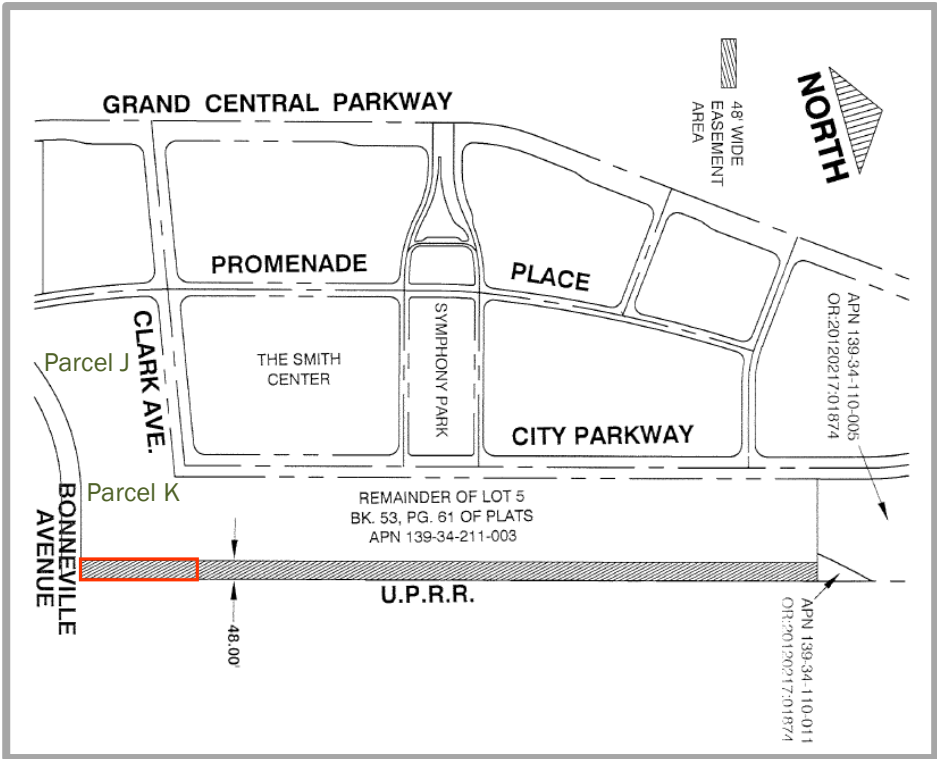 GRAND CENTRAL PARKWAY
48' WIDE
EASEMENT
AREA
NORTH
PROMENADE
PLACE
CLARK AVE.
Parcel J
THE SMITH
CENTER
SYMPHONY PARK
CITY PARKWAY
APN 139-34-110-005
OR:20120217:01874
Parcel K
BONNEVILLE
AVENUE
REMAINDER OF LOT 5
BK. 53, PG. 61 OF PLATS
APN 139-34-211-003
U.P.R.R.
48.00'
APN 139-34-110-011
OR:20120217:01874